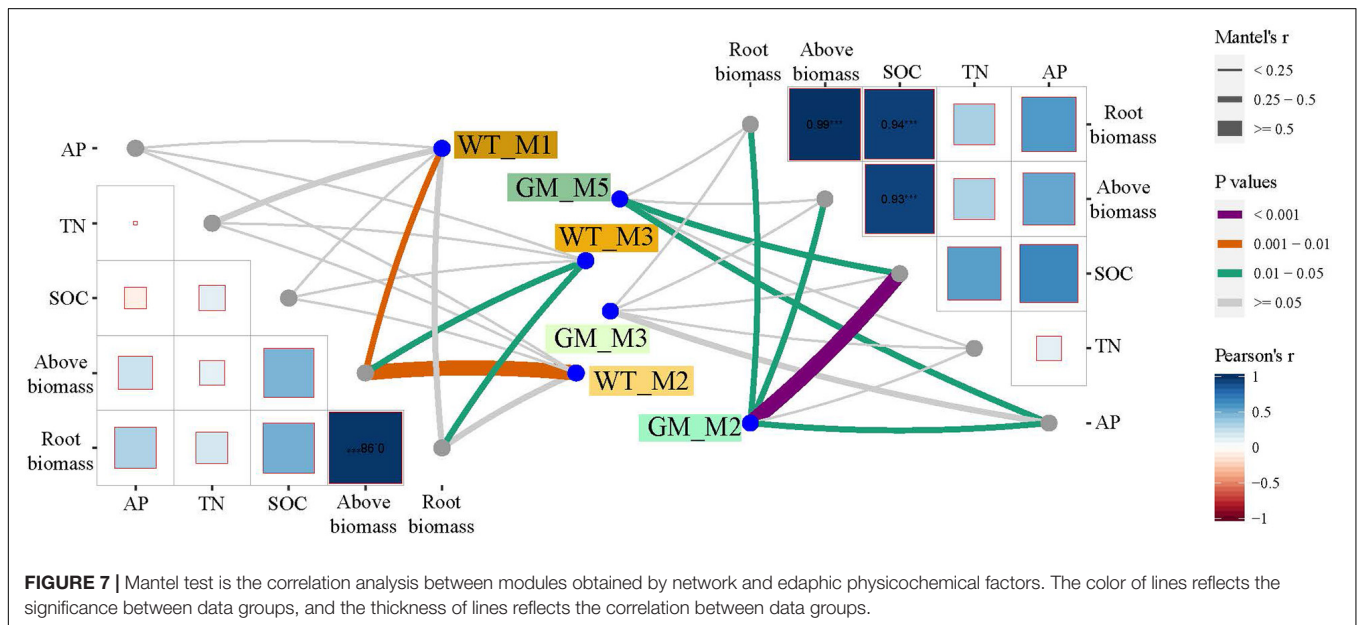 Root
biomass
Above
biomass
SOC
TN
AP
Mantel's r
< 0.25
0.25 – 0.5
>= 0.5
P values
< 0.001
0.001 – 0.01
0.01 – 0.05
>= 0.05
Pearson's r
1
0.5
0
−0.5
−1
0.99***
0.94***
Root
biomass
0.93***
Above
biomass
SOC
TN
AP
WT_M1
GM_M5
WT_M3
GM_M3
WT_M2
GM_M2
AP
TN
SOC
Above
biomass
Root
biomass
0.98***
AP
TN
SOC
Above
biomass
Root
biomass
FIGURE 7 | Mantel test is the correlation analysis between modules obtained by network and edaphic physicochemical factors. The color of lines reflects the
significance between data groups, and the thickness of lines reflects the correlation between data groups.